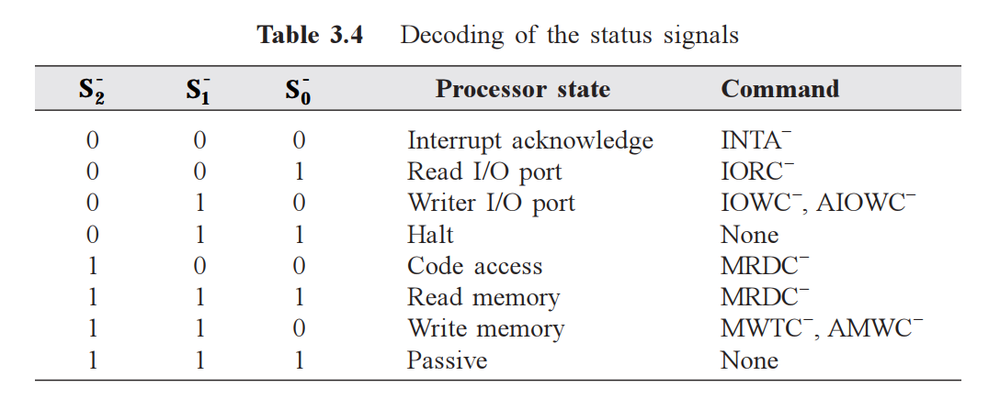 Table 3.4 Decoding of the status signals
S₂⁻ S₁⁻ S₀⁻ Processor state Command
0 0 0 Interrupt acknowledge INTA⁻
0 0 1 Read I/O port IORC⁻
0 1 0 Writer I/O port IOWC⁻, AIOWC⁻
0 1 1 Halt None
1 0 0 Code access MRDC⁻
1 1 1 Read memory MRDC⁻
1 1 0 Write memory MWTC⁻, AMWC⁻
1 1 1 Passive None